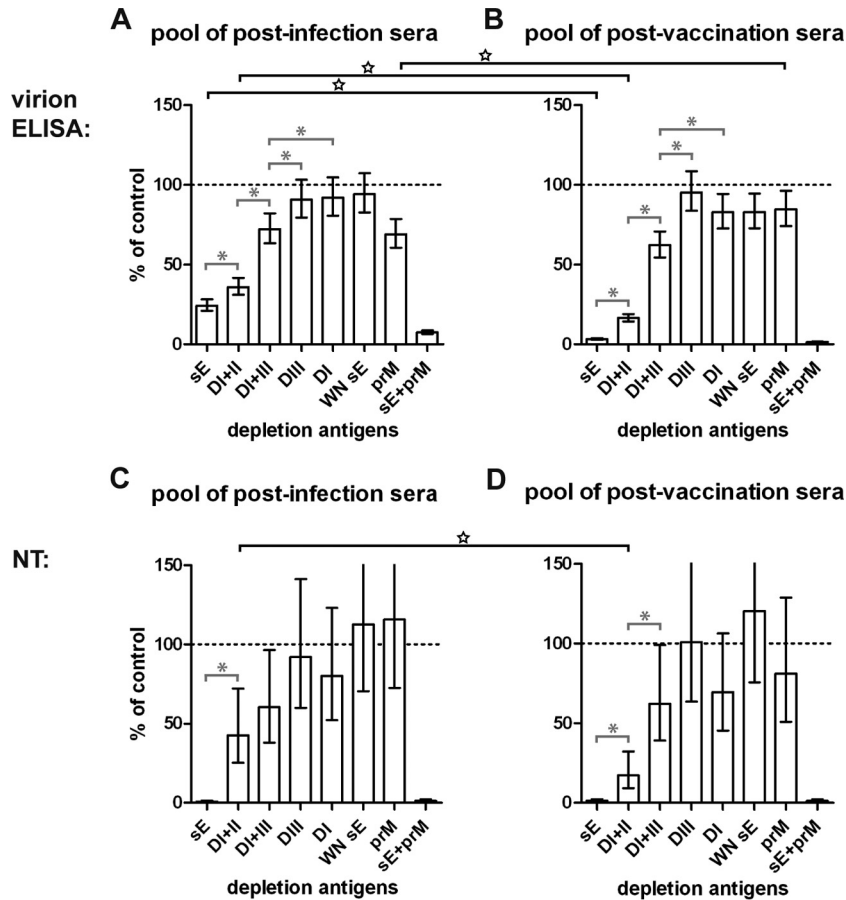 A
pool of post-infection sera
B
pool of post-vaccination sera
virion
ELISA:
% of control
150
100
50
0
sE
DI+II
DI+III
DIII
DI
WN sE
prM
sE+prM
depletion antigens
* * * * *
150
100
50
0
sE
DI+II
DI+III
DIII
DI
WN sE
prM
sE+prM
depletion antigens
* * * *
C
pool of post-infection sera
D
pool of post-vaccination sera
NT:
% of control
150
100
50
0
sE
DI+II
DI+III
DIII
DI
WN sE
prM
sE+prM
depletion antigens
*
150
100
50
0
sE
DI+II
DI+III
DIII
DI
WN sE
prM
sE+prM
depletion antigens
* *